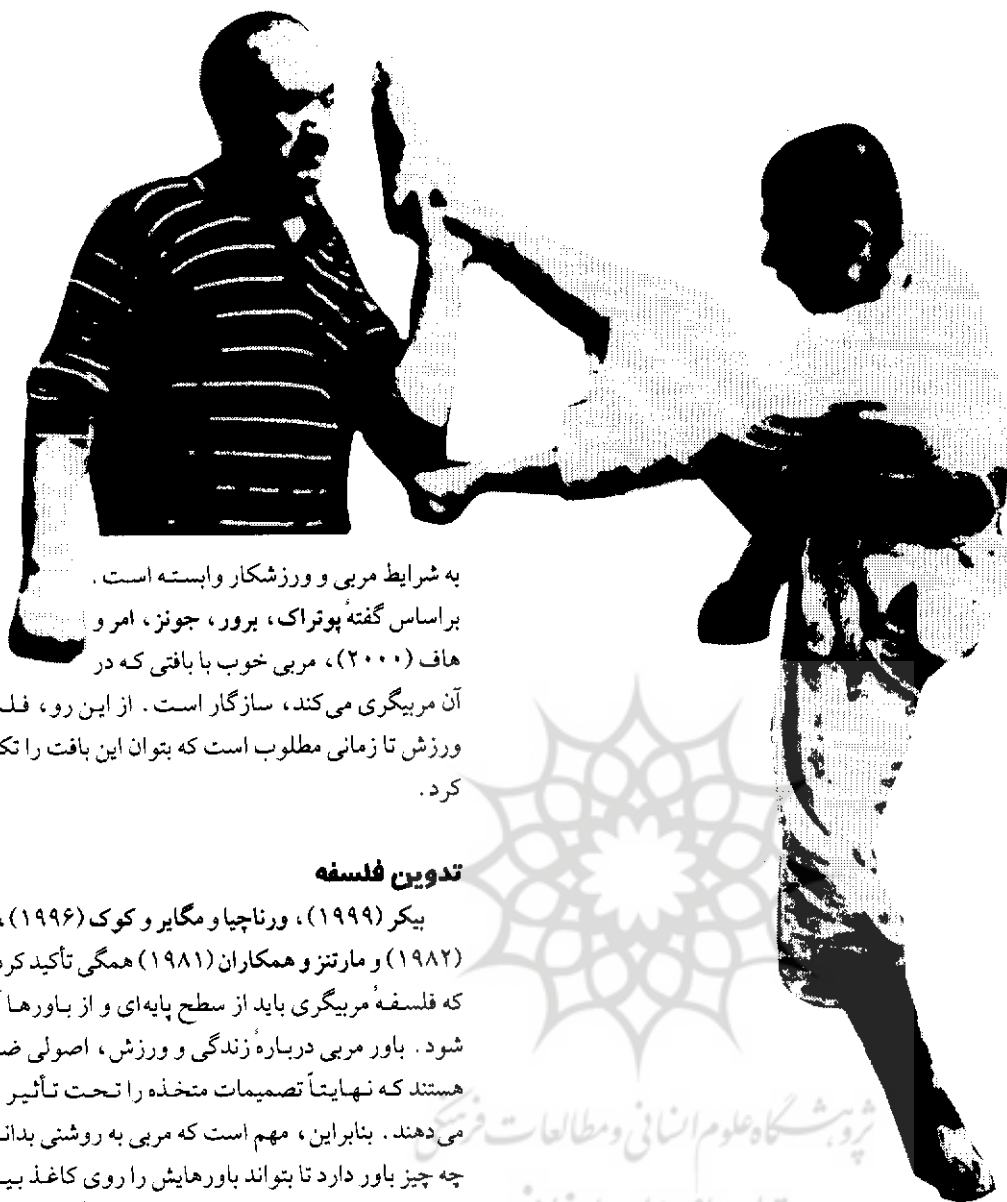 به شرایط مربی و ورزشکار وابسته است.
براساس گفتهٔ پوتراک، برور، جونز، امر و
هاف (۲۰۰۰)، مربی خوب با بافتی که در
آن مربیگری می‌کند، سازگار است. از این رو،
ورزش تا زمانی مطلوب است که بتوان این بافت را
کرد.
تدوین فلسفه
بیکر (۱۹۹۹)، ورناچیا و مگایر و کوک (۱۹۹۶)،
(۱۹۸۲) و مارتنز و همکاران (۱۹۸۱) همگی تأکید
که فلسفهٔ مربیگری باید از سطح پایه‌ای و از باورها
شود. باور مربی دربارهٔ زندگی و ورزش، اصولی
هستند که نهایتاً تصمیمات متخذه را تحت تأثیر
می‌دهند. بنابراین، مهم است که مربی به روشنی
چه چیز باور دارد تا بتواند باورهایش را روی کاغذ
پژوهشگاه علوم انسانی و مطالعات فرهنگی